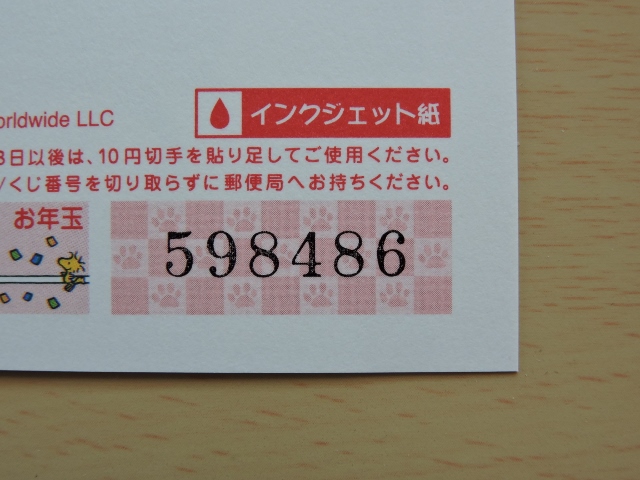 インクジェット紙
orldwide LLC
日以後は、10円切手を貼り足してご使用ください。
くじ番号を切り取らずに郵便局へお持ちください。
お年玉
598486